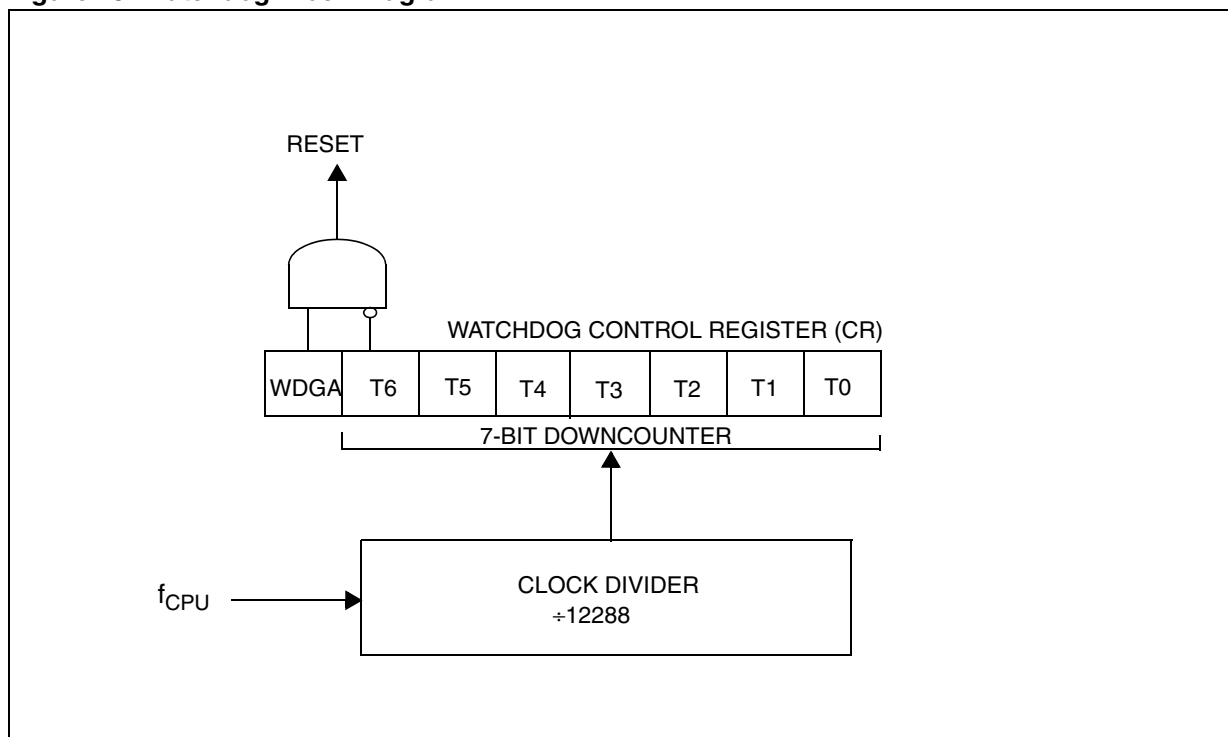 RESET
WATCHDOG CONTROL REGISTER (CR)
WDGA T6 T5 T4 T3 T2 T1 T0
7-BIT DOWNCOUNTER
fCPU
CLOCK DIVIDER
÷12288